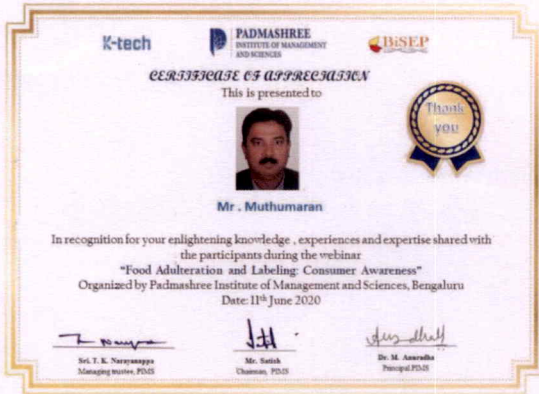 K-tech
PADMASHREE
INSTITUTE OF MANAGEMENT
AND SCIENCES
BiSEP
CERTIFICATE OF APPRECIATION
This is presented to
Thank
you
Mr . Muthumaran
In recognition for your enlightening knowledge , experiences and expertise shared with
the participants during the webinar
"Food Adulteration and Labeling: Consumer Awareness"
Organized by Padmashree Institute of Management and Sciences, Bengaluru
Date: 11th June 2020
Sri. T. K. Narayanappa
Managing trustee, PIMS
Mr. Satish
Chairman, PIMS
Dr. M. Anuradha
Principal PIMS